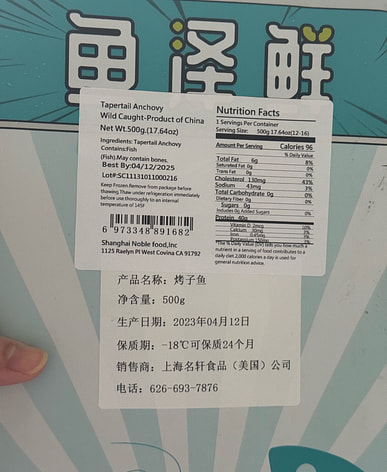 鱼泽鲜
Tapertail Anchovy
Wild Caught-Product of China
Net Wt.500g.(17.64oz)
Ingredients: Tapertail Anchovy
Contains:Fish
(Fish).May contain bones.
Best By:04/12/2025
Lot#:SC11131011000216
Keep Frozen.Remove from package before
thawing.Thaw under refrigeration immediately
before use.thoroughly to an internal
temperature of 145F
6 973348 891682
Shanghai Noble food,Inc
1125 Raelyn Pl West Covina CA 91792
Nutrition Facts
1 Servings Per Container
Serving Size: 500g 17.64oz(12-16)
Amount Per Serving Calories 96
% Daily Value
Total Fat 6g 8%
Saturated Fat 0g 0%
Trans Fat 0g
Cholesterol 130mg 43%
Sodium 43mg 3%
Total Carbohydrate 0g 0%
Dietary Fiber 0g 0%
Sugars 0g
Includes 0g Added Sugars 0%
Protein 40g
Vitamin D 2mcg 10%
Calcium 30mg
Iron
Potassium 150mg
*The % Daily Value (DV) tells you how much a
nutrient in a serving of food contributes to a
daily diet.2,000 calories a day is used for
general nutrition advice.
产品名称: 烤子鱼
净含量: 500g
生产日期: 2023年04月12日
保质期: -18℃可保质24个月
销售商: 上海名轩食品（美国）公司
电话: 626-693-7876